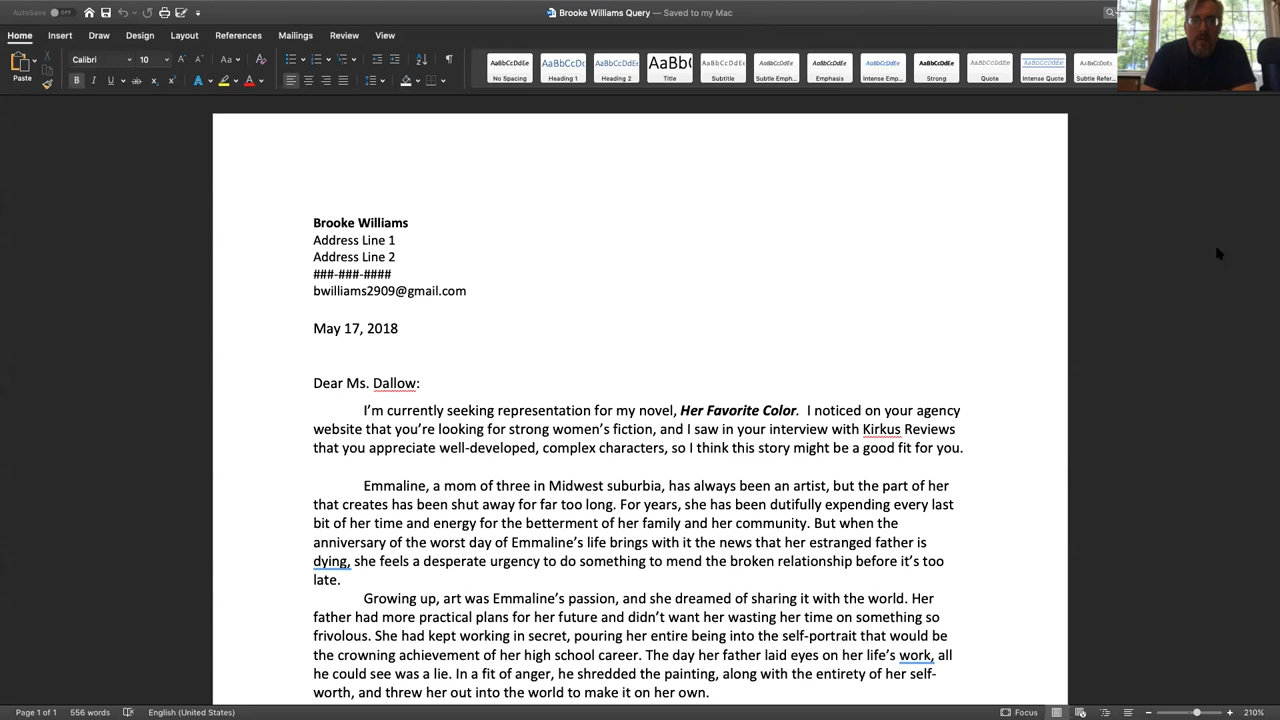 AutoSave OFF
Brooke Williams Query — Saved to my Mac
Home Insert Draw Design Layout References Mailings Review View
Paste
Calibri 10
Aa
B I U ab x A A
¶
AaBbCcDdEe AaBbCcDc AaBbCcDdEe AaBb( AaBbCcDdEe AaBbCcDdEe AaBbCcDdEe AaBbCcDdEe AaBbCcDdEe AaBbCcDdEe AaBbCcDdEe AaBbCcDdEe
No Spacing Heading 1 Heading 2 Title Subtitle Subtle Emph... Emphasis Intense Emp... Strong Quote Intense Quote Subtle Refer...
Brooke Williams
Address Line 1
Address Line 2
###-###-####
bwilliams2909@gmail.com
May 17, 2018
Dear Ms. Dallow:
I’m currently seeking representation for my novel, Her Favorite Color. I noticed on your agency
website that you’re looking for strong women’s fiction, and I saw in your interview with Kirkus Reviews
that you appreciate well-developed, complex characters, so I think this story might be a good fit for you.
Emmaline, a mom of three in Midwest suburbia, has always been an artist, but the part of her
that creates has been shut away for far too long. For years, she has been dutifully expending every last
bit of her time and energy for the betterment of her family and her community. But when the
anniversary of the worst day of Emmaline’s life brings with it the news that her estranged father is
dying, she feels a desperate urgency to do something to mend the broken relationship before it’s too
late.
Growing up, art was Emmaline’s passion, and she dreamed of sharing it with the world. Her
father had more practical plans for her future and didn’t want her wasting her time on something so
frivolous. She had kept working in secret, pouring her entire being into the self-portrait that would be
the crowning achievement of her high school career. The day her father laid eyes on her life’s work, all
he could see was a lie. In a fit of anger, he shredded the painting, along with the entirety of her self-
worth, and threw her out into the world to make it on her own.
Page 1 of 1 556 words English (United States) Focus 210%